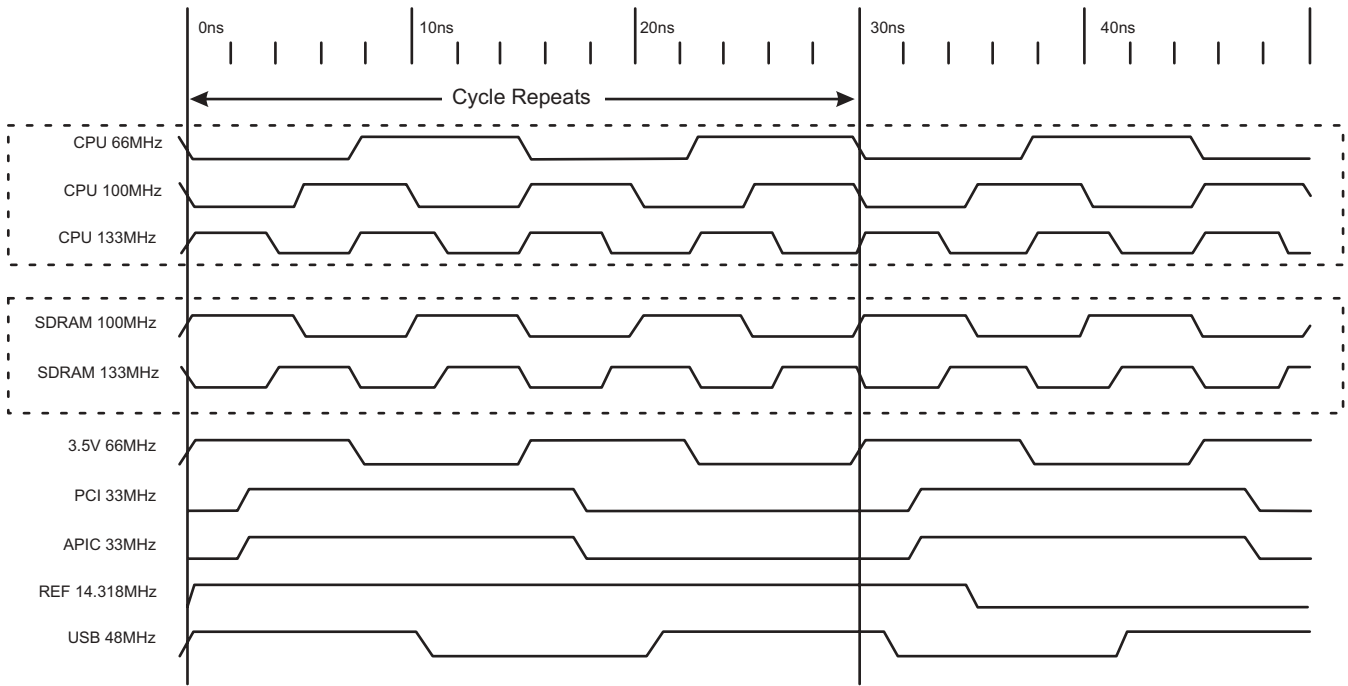 0ns 10ns 20ns 30ns 40ns
Cycle Repeats
CPU 66MHz
CPU 100MHz
CPU 133MHz
SDRAM 100MHz
SDRAM 133MHz
3.5V 66MHz
PCI 33MHz
APIC 33MHz
REF 14.318MHz
USB 48MHz